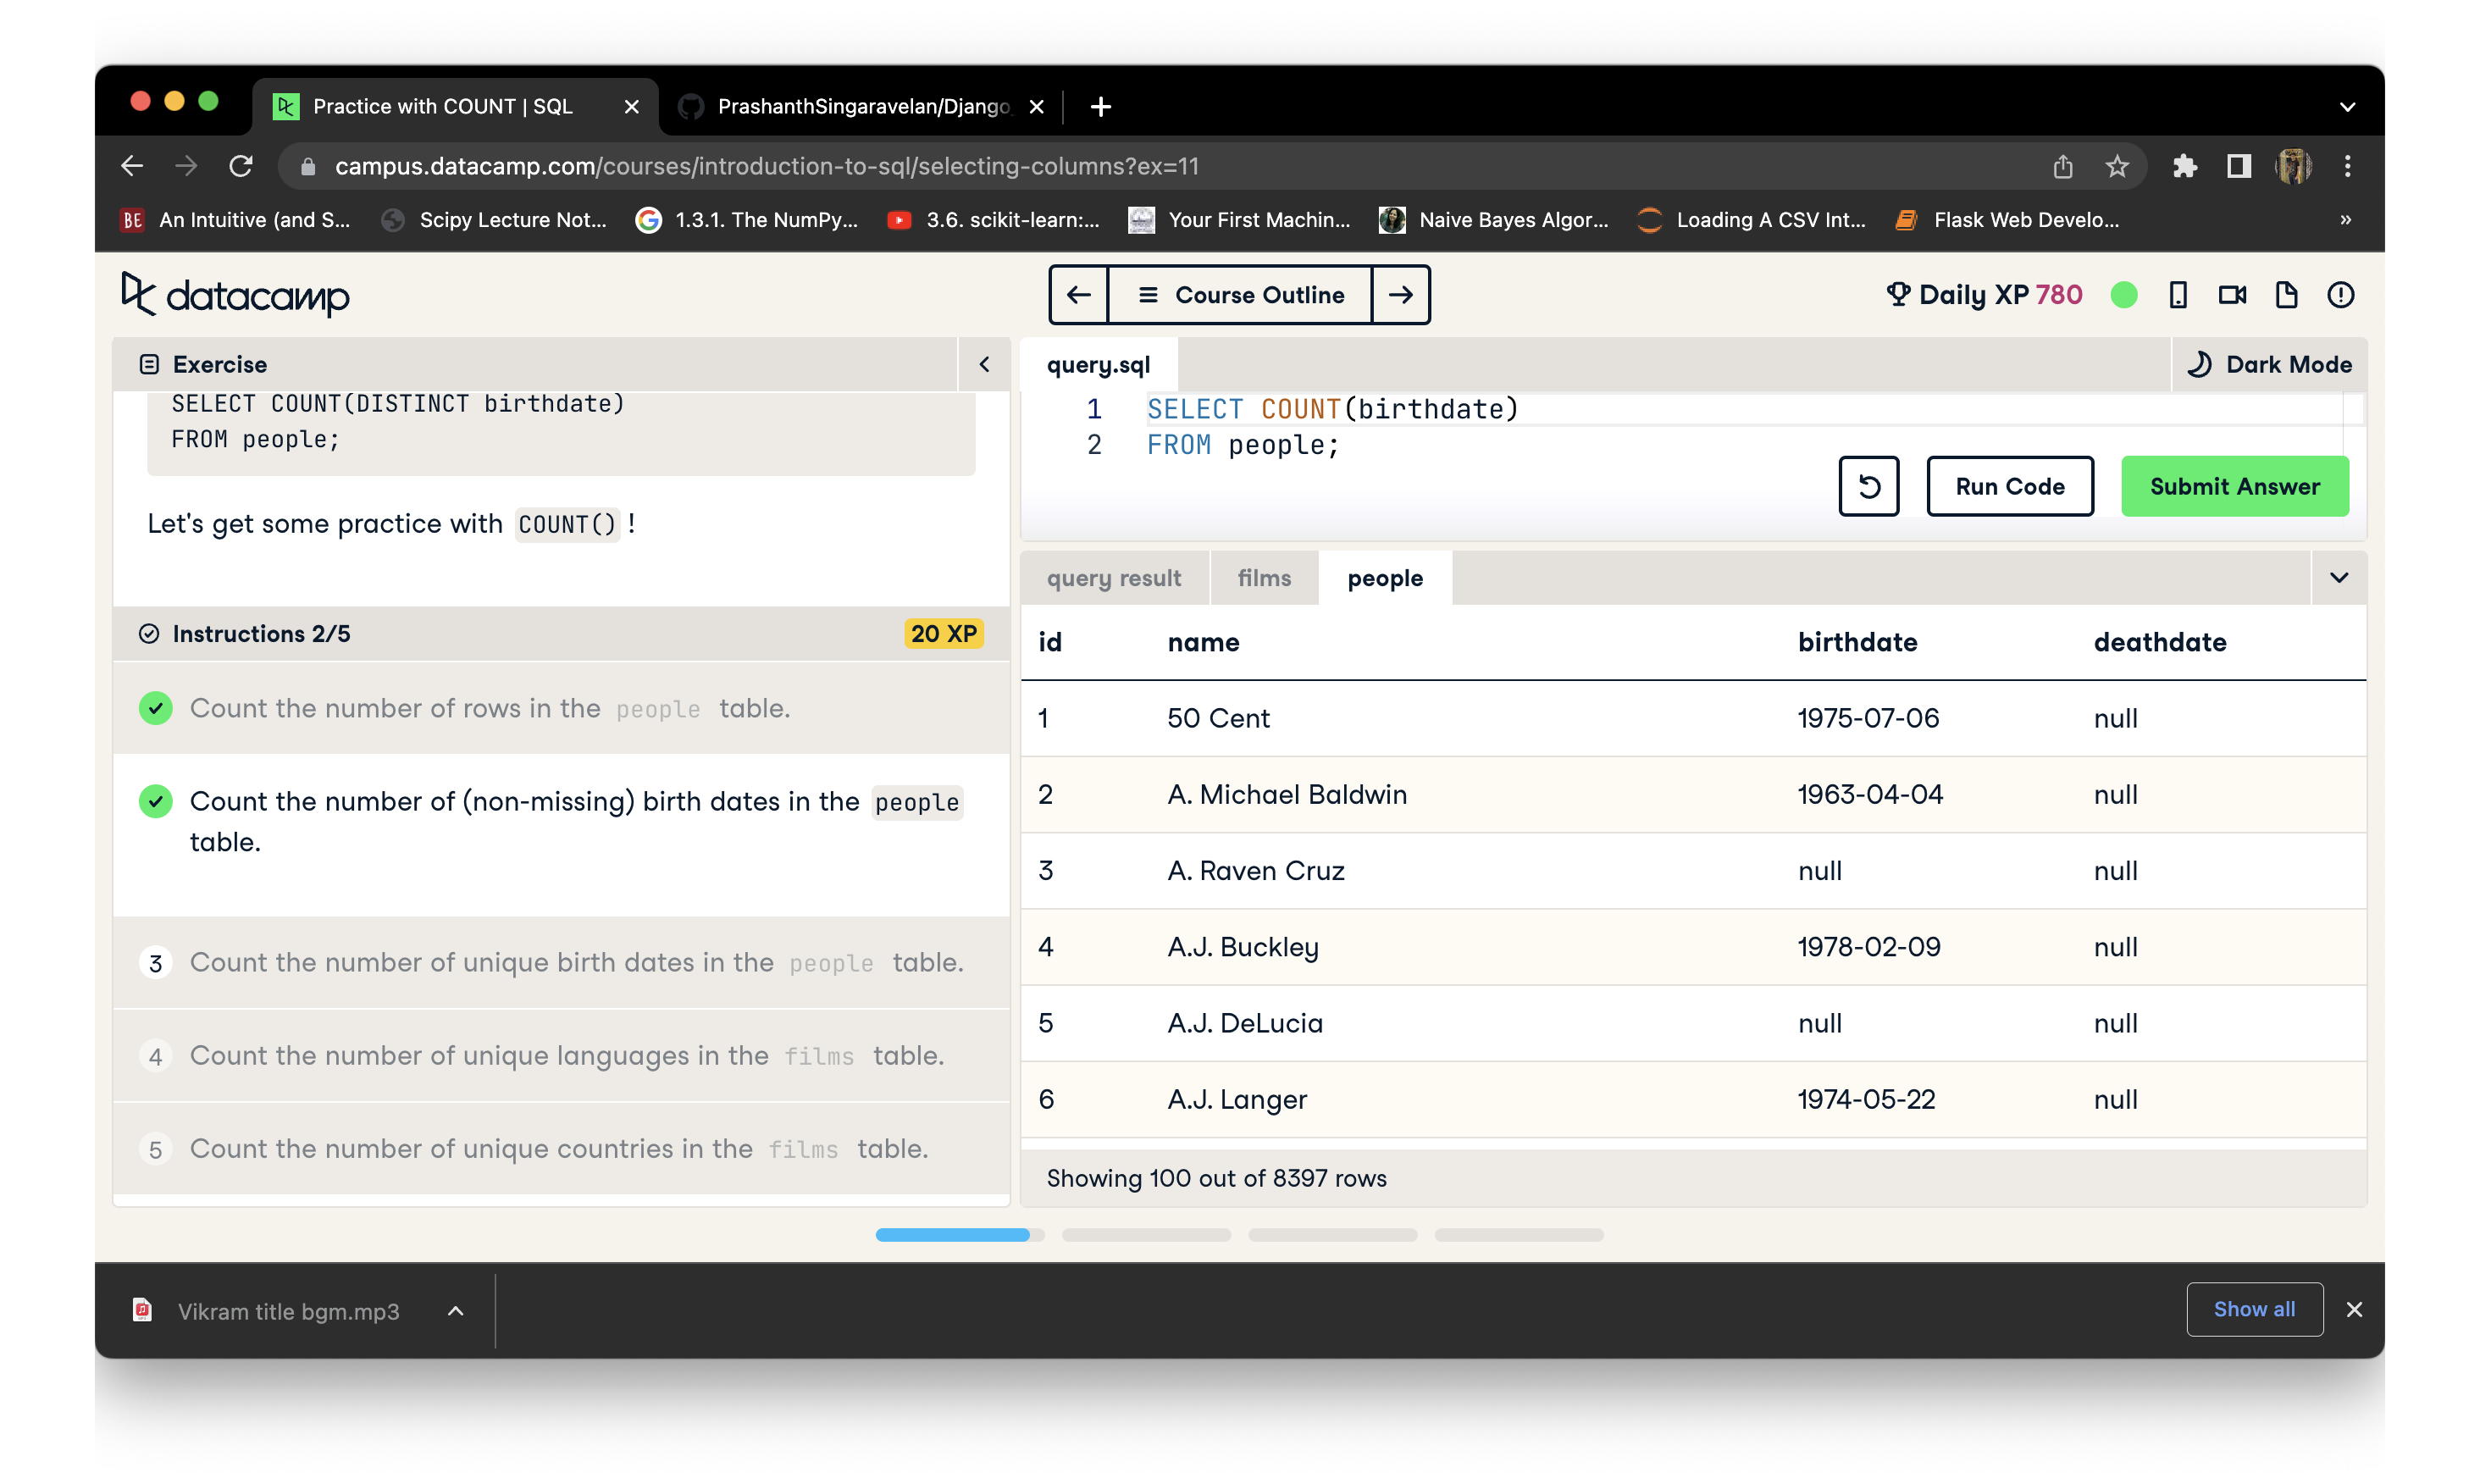 Practice with COUNT | SQL
PrashanthSingaravelan/Django_
campus.datacamp.com/courses/introduction-to-sql/selecting-columns?ex=11
BE An Intuitive (and S...
Scipy Lecture Not...
1.3.1. The NumPy...
3.6. scikit-learn:...
Your First Machin...
Naive Bayes Algor...
Loading A CSV Int...
Flask Web Develo...
»
datacamp
Course Outline
Daily XP 780
Exercise
SELECT COUNT(DISTINCT birthdate)
FROM people;
Let's get some practice with COUNT() !
Instructions 2/5
20 XP
Count the number of rows in the people table.
Count the number of (non-missing) birth dates in the people
table.
3 Count the number of unique birth dates in the people table.
4 Count the number of unique languages in the films table.
5 Count the number of unique countries in the films table.
query.sql
Dark Mode
1 SELECT COUNT(birthdate)
2 FROM people;
Run Code
Submit Answer
query result films people
id name birthdate deathdate
1 50 Cent 1975-07-06 null
2 A. Michael Baldwin 1963-04-04 null
3 A. Raven Cruz null null
4 A.J. Buckley 1978-02-09 null
5 A.J. DeLucia null null
6 A.J. Langer 1974-05-22 null
Showing 100 out of 8397 rows
Vikram title bgm.mp3
Show all